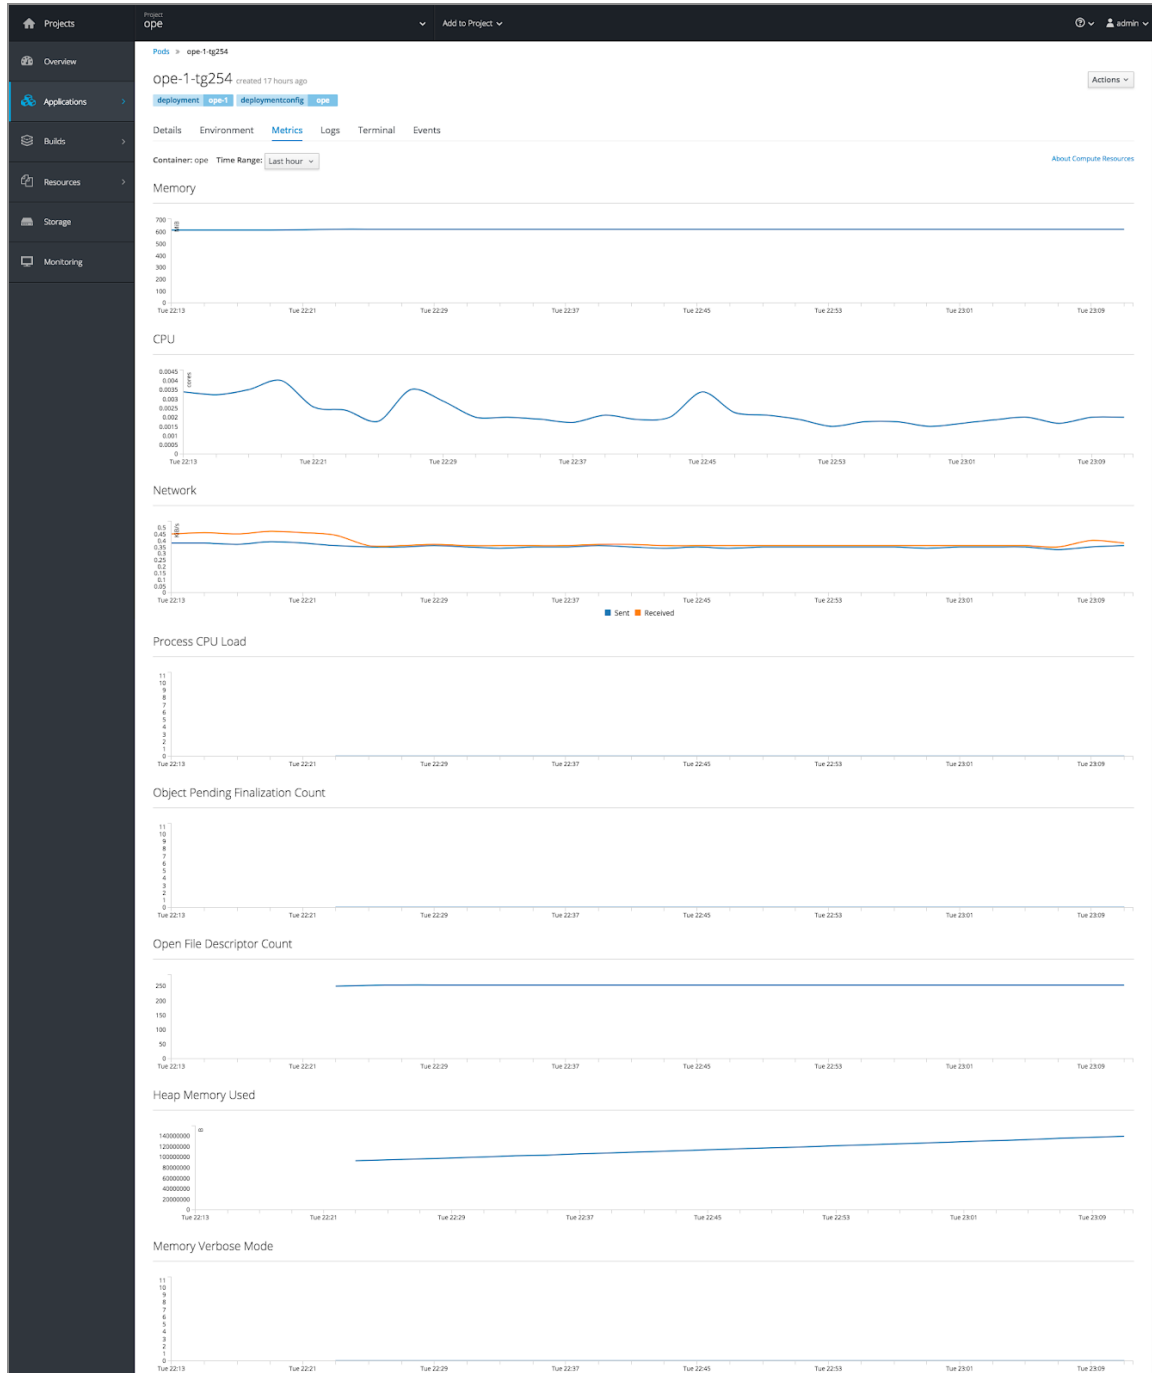 Projects
Project
ope
Add to Project
admin
Overview
Applications
Builds
Resources
Storage
Monitoring
Pods » ope-1-tg254
ope-1-tg254 created 17 hours ago
Actions
deployment ope-1 deploymentconfig ope
Details Environment Metrics Logs Terminal Events
Container: ope Time Range: Last hour
About Compute Resources
Memory
MiB
700
600
500
400
300
200
100
0
Tue 22:13 Tue 22:21 Tue 22:29 Tue 22:37 Tue 22:45 Tue 22:53 Tue 23:01 Tue 23:09
CPU
cores
0.0045
0.004
0.0035
0.003
0.0025
0.002
0.0015
0.001
0.0005
0
Tue 22:13 Tue 22:21 Tue 22:29 Tue 22:37 Tue 22:45 Tue 22:53 Tue 23:01 Tue 23:09
Network
KiB/s
0.5
0.45
0.4
0.35
0.3
0.25
0.2
0.15
0.1
0.05
0
Tue 22:13 Tue 22:21 Tue 22:29 Tue 22:37 Tue 22:45 Tue 22:53 Tue 23:01 Tue 23:09
Sent Received
Process CPU Load
11
10
9
8
7
6
5
4
3
2
1
0
Tue 22:13 Tue 22:21 Tue 22:29 Tue 22:37 Tue 22:45 Tue 22:53 Tue 23:01 Tue 23:09
Object Pending Finalization Count
11
10
9
8
7
6
5
4
3
2
1
0
Tue 22:13 Tue 22:21 Tue 22:29 Tue 22:37 Tue 22:45 Tue 22:53 Tue 23:01 Tue 23:09
Open File Descriptor Count
250
200
150
100
50
0
Tue 22:13 Tue 22:21 Tue 22:29 Tue 22:37 Tue 22:45 Tue 22:53 Tue 23:01 Tue 23:09
Heap Memory Used
B
140000000
120000000
100000000
80000000
60000000
40000000
20000000
0
Tue 22:13 Tue 22:21 Tue 22:29 Tue 22:37 Tue 22:45 Tue 22:53 Tue 23:01 Tue 23:09
Memory Verbose Mode
11
10
9
8
7
6
5
4
3
2
1
0
Tue 22:13 Tue 22:21 Tue 22:29 Tue 22:37 Tue 22:45 Tue 22:53 Tue 23:01 Tue 23:09